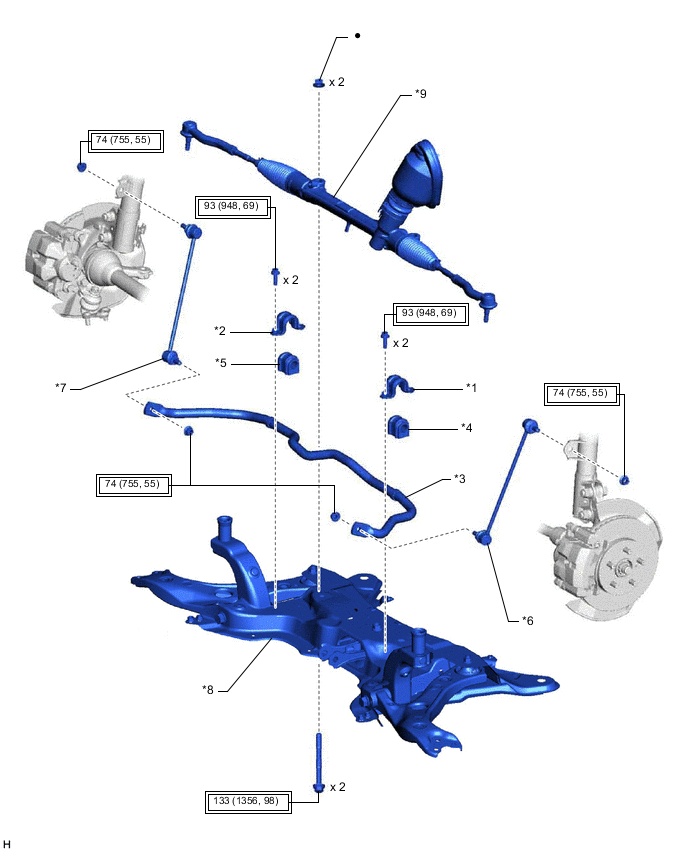 ●
x 2
*9
74 (755, 55)
93 (948, 69)
x 2
93 (948, 69)
*2
x 2
*5
*7
*1
74 (755, 55)
*4
*3
74 (755, 55)
*6
*8
133 (1356, 98)
x 2
H